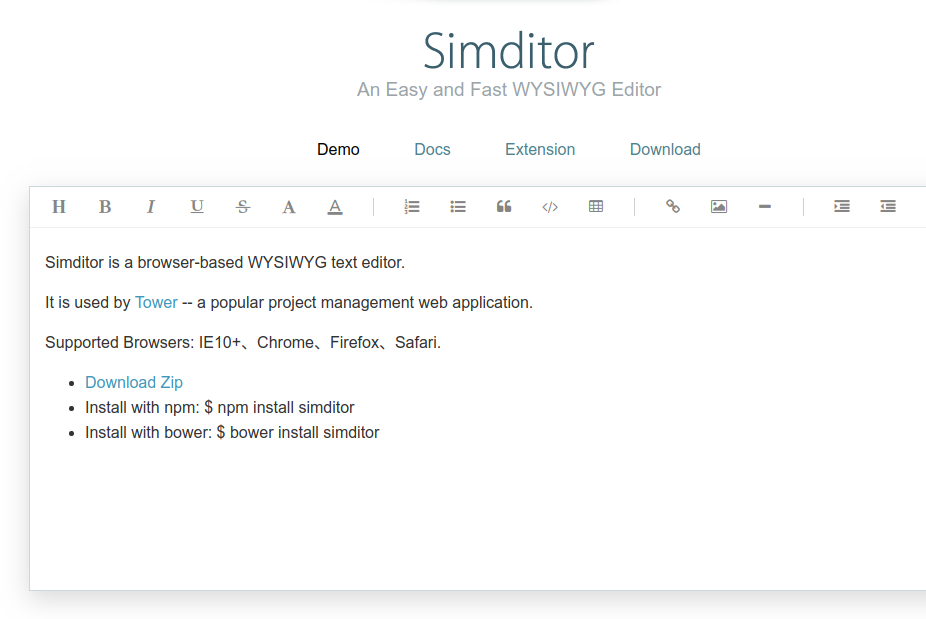 Simditor
An Easy and Fast WYSIWYG Editor
Demo Docs Extension Download
H B I U S A A
Simditor is a browser-based WYSIWYG text editor.
It is used by Tower -- a popular project management web application.
Supported Browsers: IE10+、Chrome、Firefox、Safari.
Download Zip
Install with npm: $ npm install simditor
Install with bower: $ bower install simditor